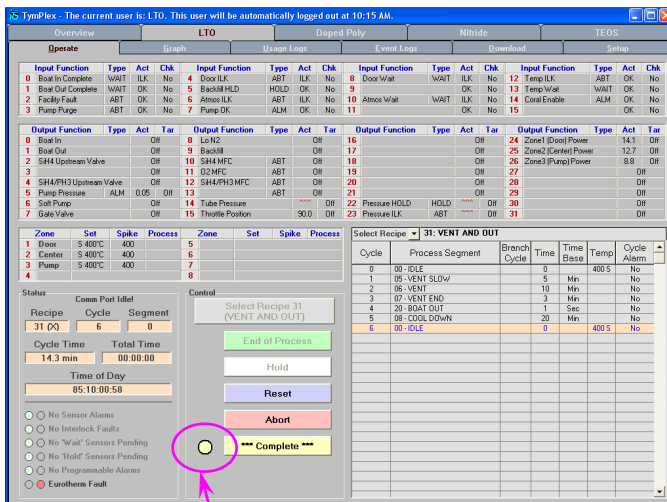 TymPlex - The current user is: LTO. This user will be automatically logged out at 10:15 AM.
Overview LTO Doped Poly Nitride TEOS
Operate Graph Usage Logs Event Logs Download Setup
Input Function Type Act Chk Input Function Type Act Chk Input Function Type Act Chk Input Function Type Act Chk
0 Boat In Complete WAIT ILK No 4 Door ILK ABT ILK No 8 Door Wait WAIT ILK No 12 Temp ILK ABT OK No
1 Boat Out Complete WAIT OK No 5 Backfill HLD HOLD OK No 9 OK No 13 Temp Wait WAIT OK No
2 Facility Fault ABT OK No 6 Atmos ILK ABT ILK No 10 Atmos Wait WAIT ILK No 14 Coral Enable ALM OK No
3 Pump Purge ABT OK No 7 Pump OK ALM OK No 11 OK No 15 OK No
Output Function Type Act Tar Output Function Type Act Tar Output Function Type Act Tar Output Function Type Act Tar
0 Boat In Off 8 Lo N2 Off 16 Off 24 Zone1 (Door) Power 14.1 Off
1 Boat Out Off 9 Backfill Off 17 Off 25 Zone2 (Center) Power 12.7 Off
2 SiH4 Upstream Valve Off 10 SiH4 MFC ABT Off 18 Off 26 Zone3 (Pump) Power 8.8 Off
3 Off 11 O2 MFC ABT Off 19 Off 27 Off
4 SiH4/PH3 Upstream Valve Off 12 SiH4/PH3 MFC ABT Off 20 Off 28 Off
5 Pump Pressure ALM 0.05 Off 13 ABT Off 21 Off 29 Off
6 Soft Pump Off 14 Tube Pressure ^^^ Off 22 Pressure HOLD HOLD ^^^ Off 30 Off
7 Gate Valve Off 15 Throttle Position 90.0 Off 23 Pressure ILK ABT ^^^ Off 31 Off
Zone Set Spike Process Zone Set Spike Process
1 Door S 400°C 400 5
2 Center S 400°C 400 6
3 Pump S 400°C 400 7
4 8
Select Recipe 31: VENT AND OUT
Cycle Process Segment Branch Cycle Time Time Base Temp Cycle Alarm
0 00 - IDLE 0 400 S No
1 05 - VENT SLOW 5 Min No
2 06 - VENT 10 Min No
3 07 - VENT END 3 Min No
4 20 - BOAT OUT 1 Sec No
5 08 - COOL DOWN 20 Min No
6 00 - IDLE 0 400 S No
Status
Comm Port Idle!
Recipe Cycle Segment
31 (X) 6 0
Cycle Time Total Time
14.3 min 00:00:00
Time of Day
85:10:00:58
No Sensor Alarms
No Interlock Faults
No 'Wait' Sensors Pending
No 'Hold' Sensors Pending
No Programmable Alarms
Eurotherm Fault
Control
Select Recipe 31
(VENT AND OUT)
End of Process
Hold
Reset
Abort
*** Complete ***